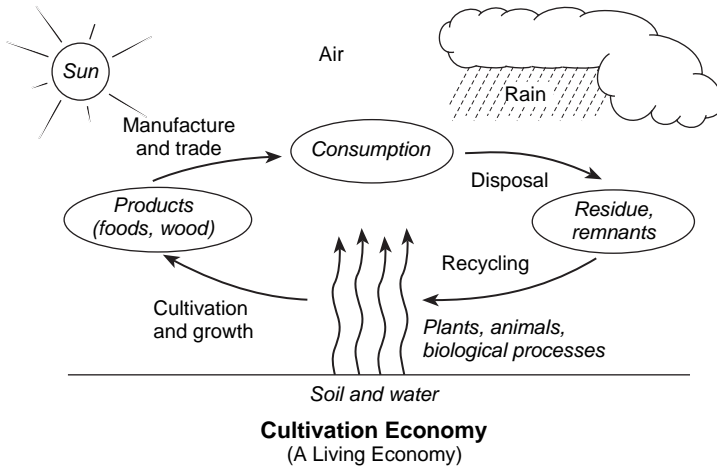 Sun
Air
Rain
Manufacture
and trade
Consumption
Disposal
Products
(foods, wood)
Residue,
remnants
Recycling
Cultivation
and growth
Plants, animals,
biological processes
Soil and water
Cultivation Economy
(A Living Economy)